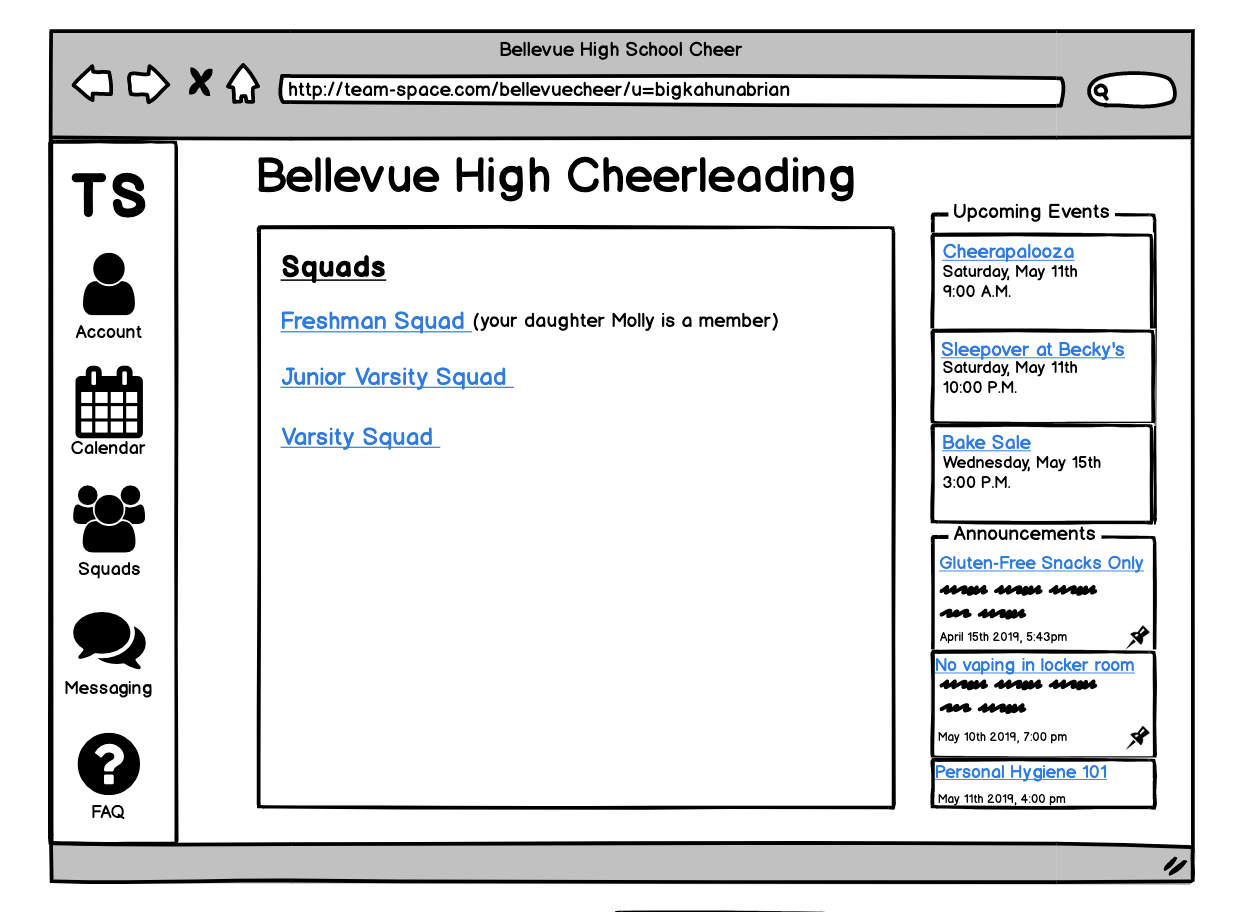 Bellevue High School Cheer
http://team-space.com/bellevuecheer/u=bigkahunabrian
TS
Account
Calendar
Squads
Messaging
FAQ
Bellevue High Cheerleading
Squads
Freshman Squad (your daughter Molly is a member)
Junior Varsity Squad
Varsity Squad
Upcoming Events
Cheerapalooza
Saturday, May 11th
9:00 A.M.
Sleepover at Becky's
Saturday, May 11th
10:00 P.M.
Bake Sale
Wednesday, May 15th
3:00 P.M.
Announcements
Gluten-Free Snacks Only
April 15th 2019, 5:43pm
No vaping in locker room
May 10th 2019, 7:00 pm
Personal Hygiene 101
May 11th 2019, 4:00 pm